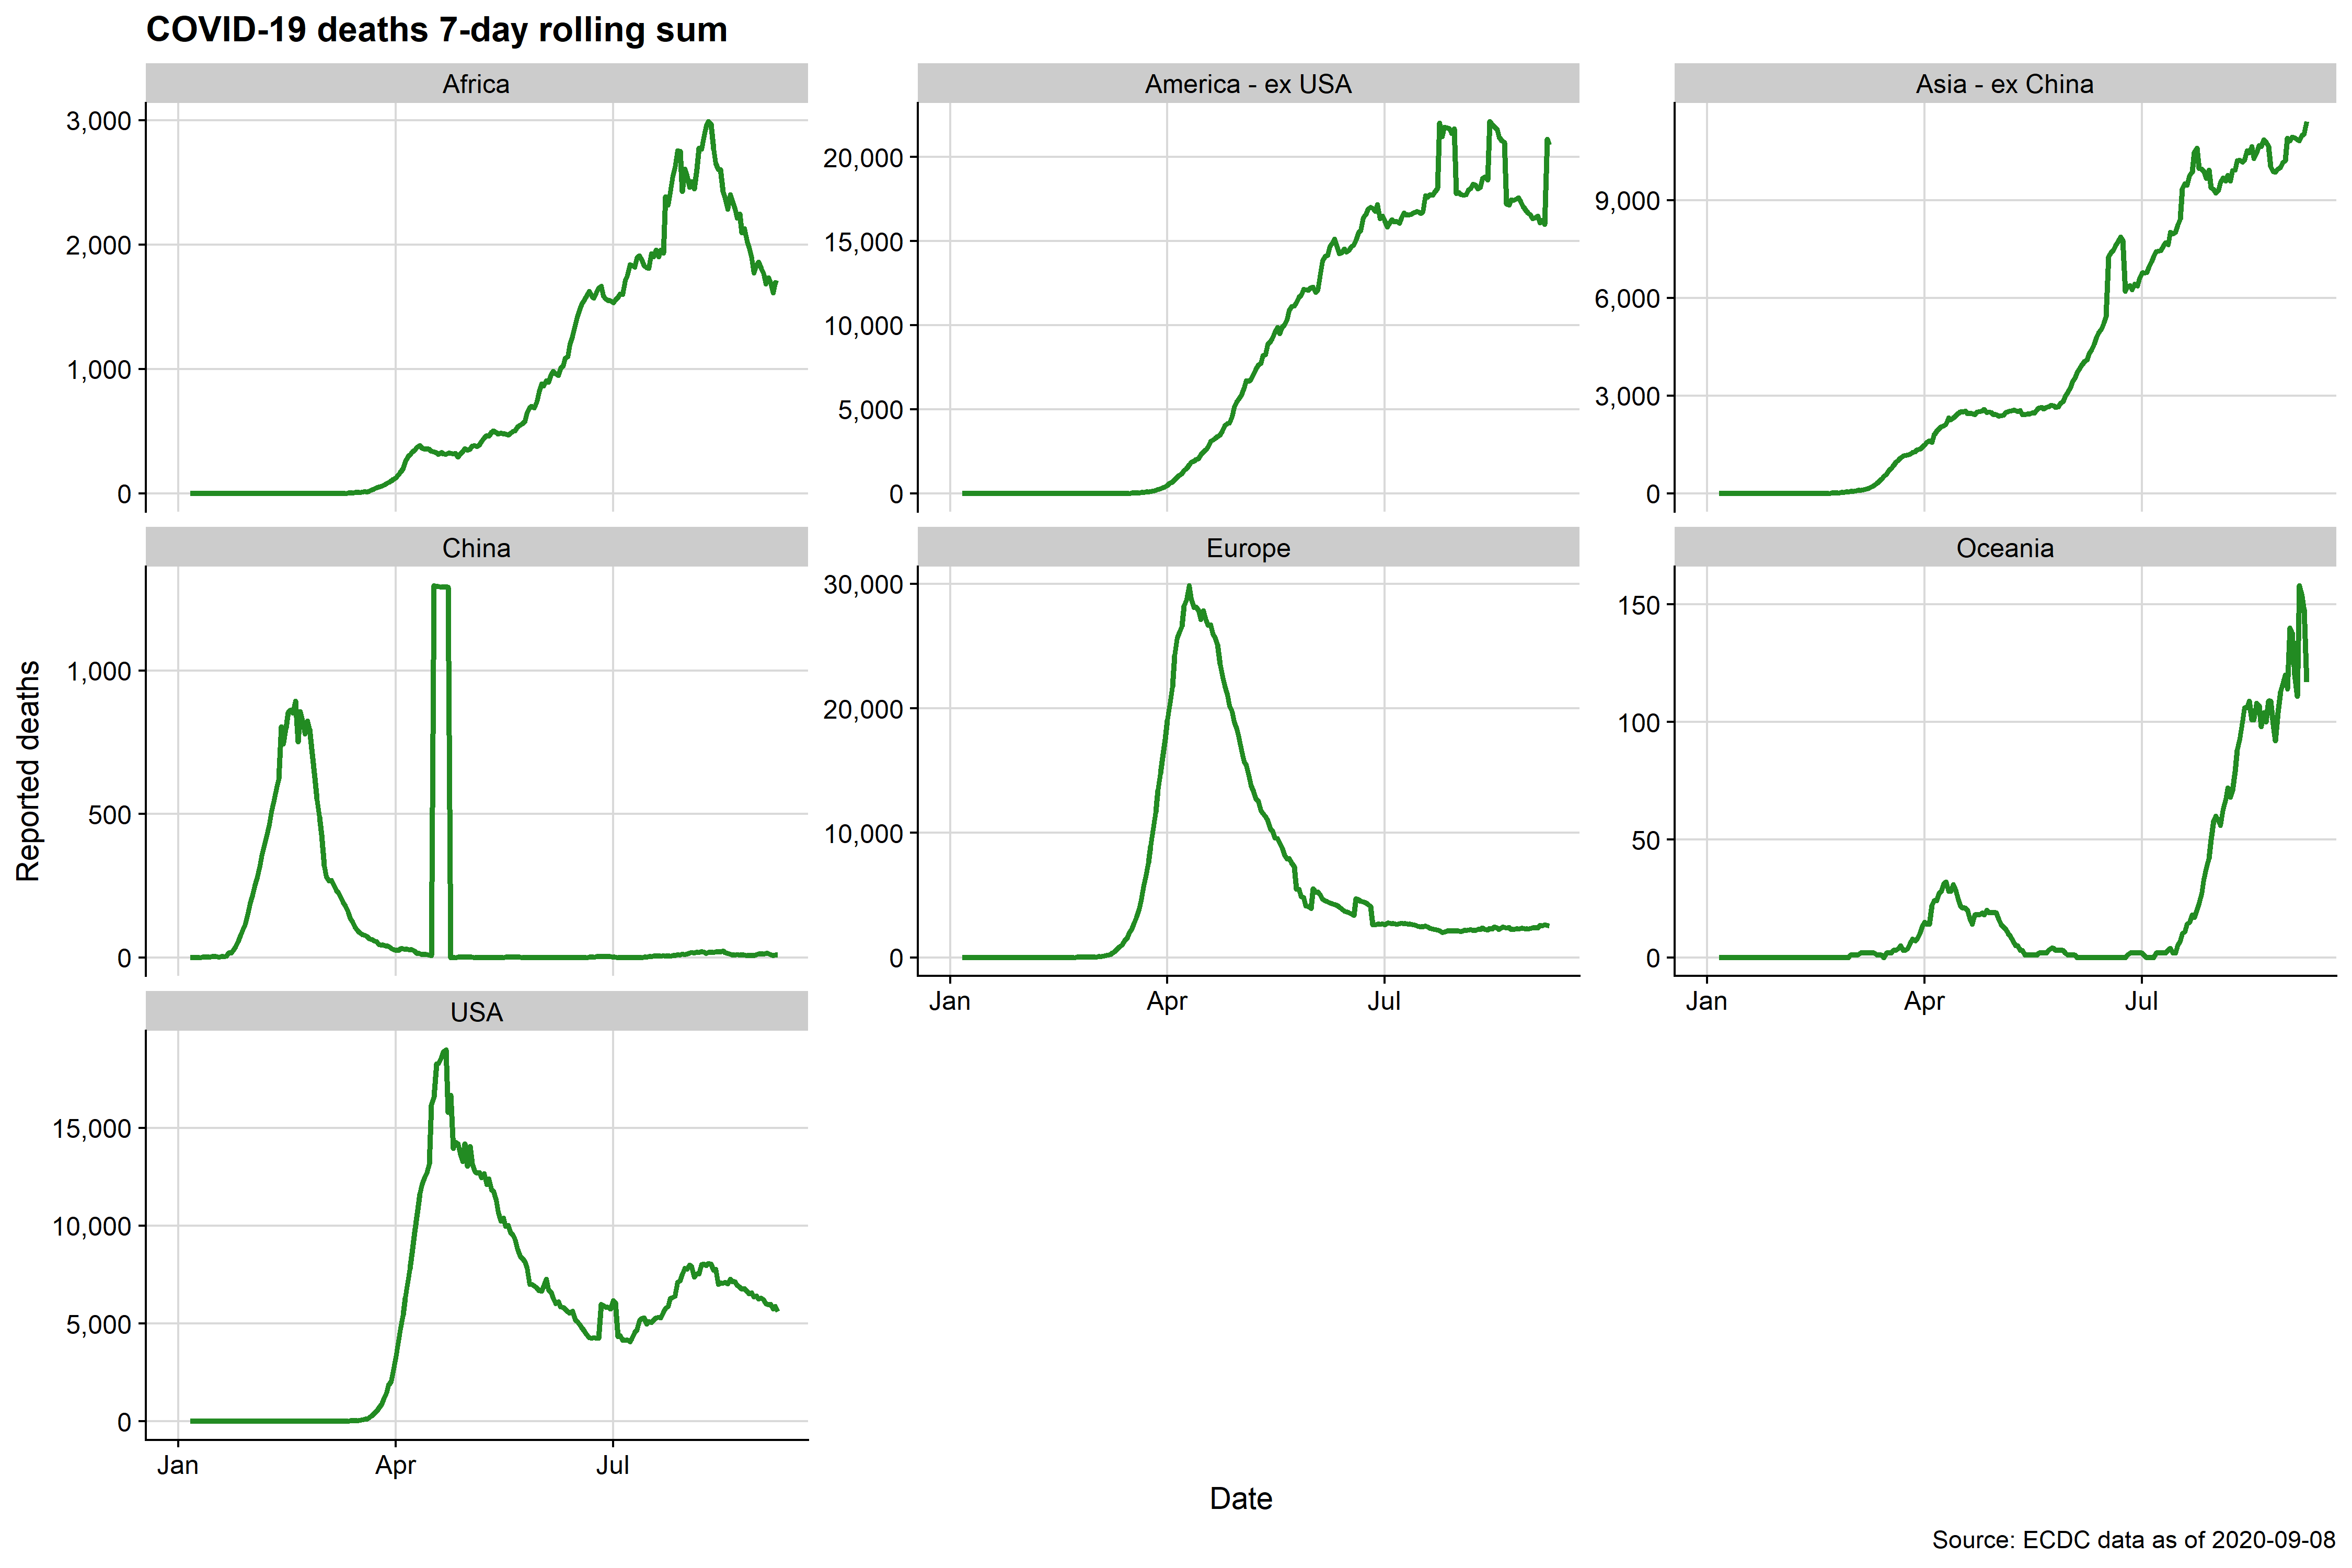 COVID-19 deaths 7-day rolling sum
Africa
America - ex USA
Asia - ex China
3,000
2,000
1,000
0
20,000
15,000
10,000
5,000
0
9,000
6,000
3,000
0
China
Europe
Oceania
1,000
500
0
30,000
20,000
10,000
0
150
100
50
0
Jan Apr Jul
Jan Apr Jul
USA
15,000
10,000
5,000
0
Jan Apr Jul
Reported deaths
Date
Source: ECDC data as of 2020-09-08